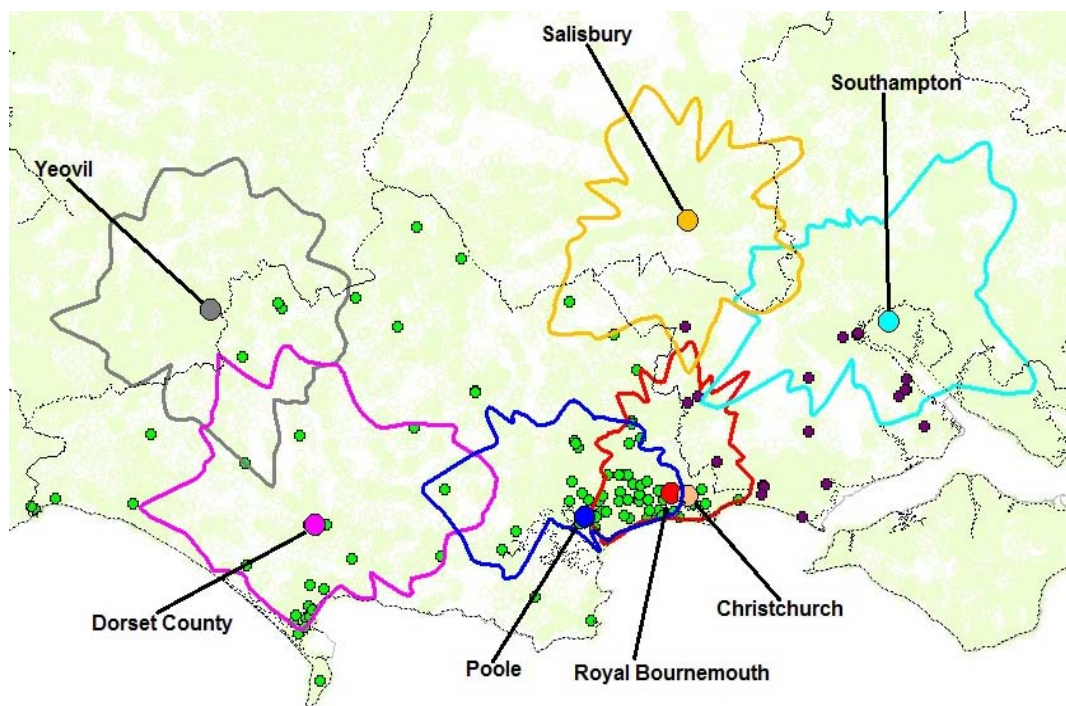 Salisbury
Southampton
Yeovil
Dorset County
Poole
Royal Bournemouth
Christchurch